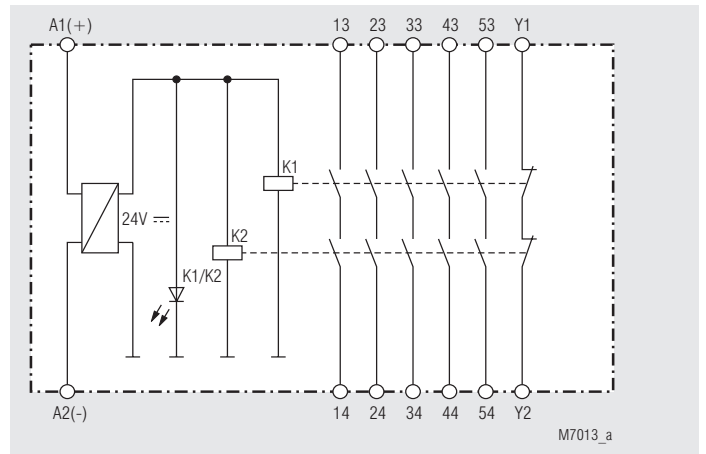 A1(+) 13 23 33 43 53 Y1
K1
24V
K2
K1/K2
A2(-) 14 24 34 44 54 Y2
M7013_a